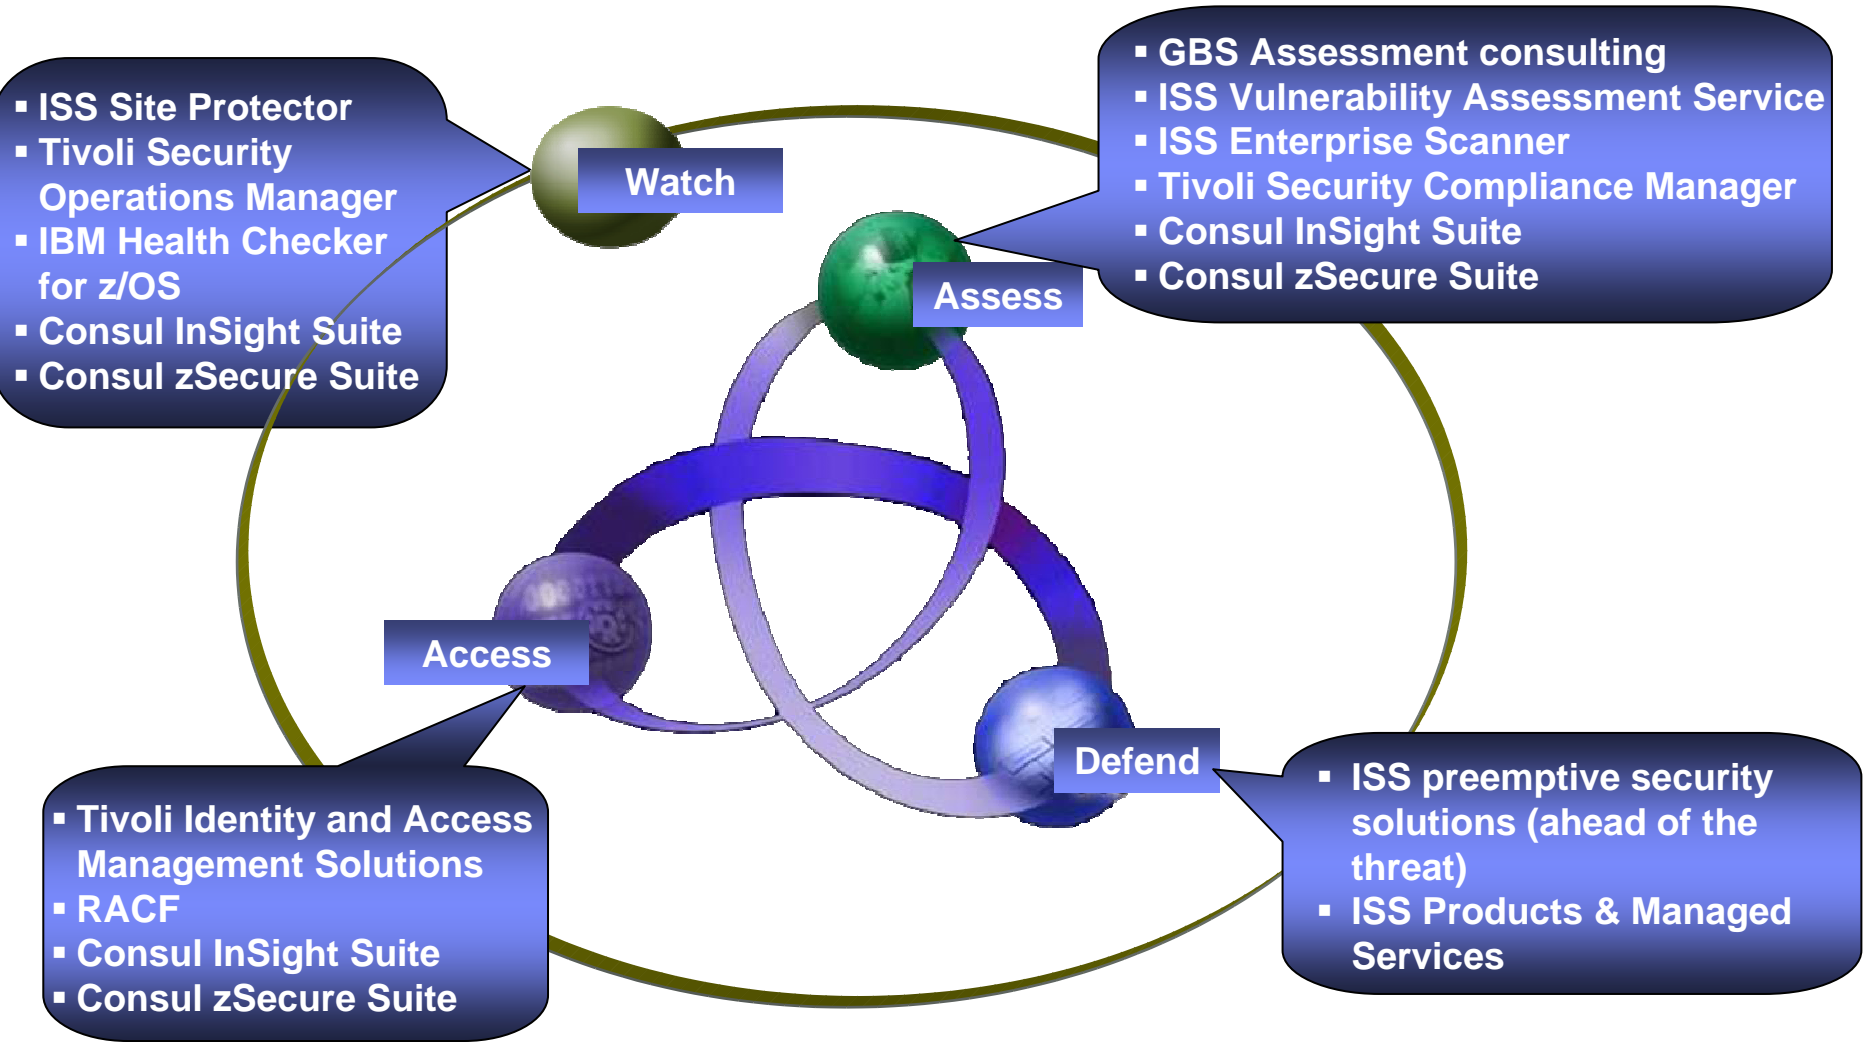 ▪ ISS Site Protector
▪ Tivoli Security
Operations Manager
▪ IBM Health Checker
for z/OS
▪ Consul InSight Suite
▪ Consul zSecure Suite
Watch
▪ GBS Assessment consulting
▪ ISS Vulnerability Assessment Service
▪ ISS Enterprise Scanner
▪ Tivoli Security Compliance Manager
▪ Consul InSight Suite
▪ Consul zSecure Suite
Assess
Access
▪ Tivoli Identity and Access
Management Solutions
▪ RACF
▪ Consul InSight Suite
▪ Consul zSecure Suite
Defend
▪ ISS preemptive security
solutions (ahead of the
threat)
▪ ISS Products & Managed
Services